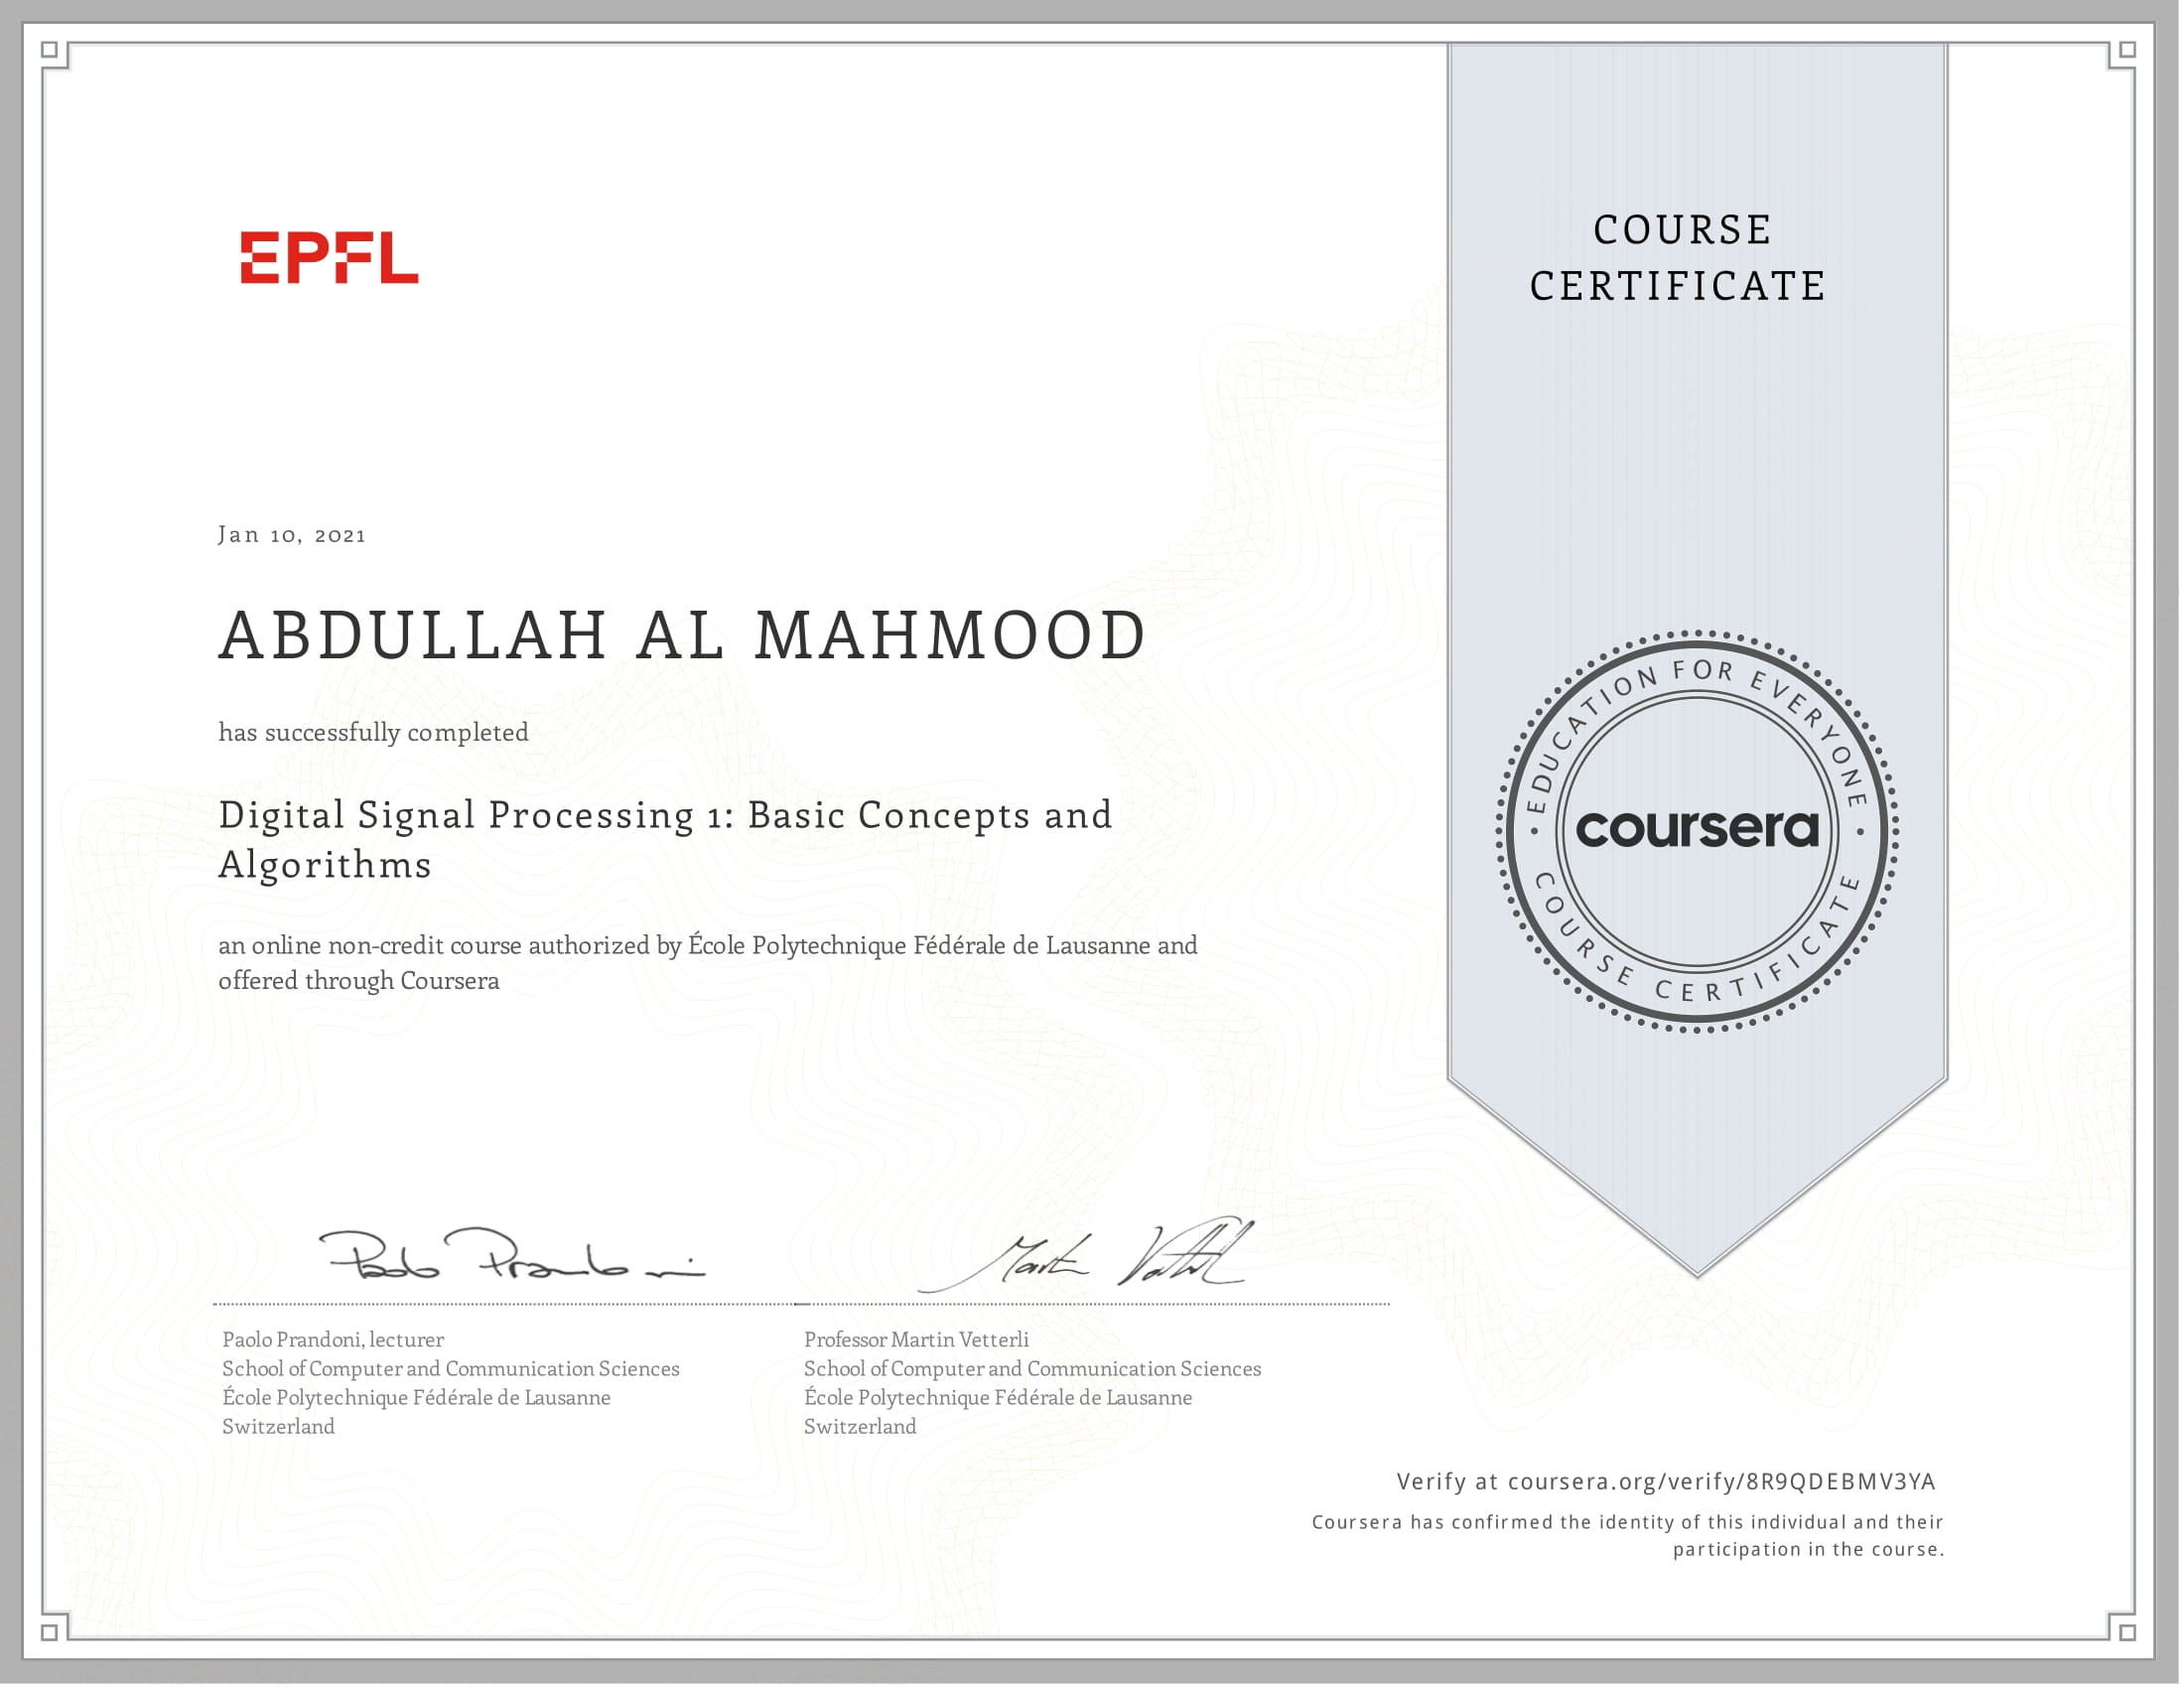 EPFL
COURSE
CERTIFICATE
Jan 10, 2021
ABDULLAH AL MAHMOOD
has successfully completed
Digital Signal Processing 1: Basic Concepts and
Algorithms
an online non-credit course authorized by École Polytechnique Fédérale de Lausanne and
offered through Coursera
EDUCATION FOR EVERYONE
coursera
COURSE CERTIFICATE
Paolo Prandoni
Martin Vetterli
Paolo Prandoni, lecturer
School of Computer and Communication Sciences
École Polytechnique Fédérale de Lausanne
Switzerland
Professor Martin Vetterli
School of Computer and Communication Sciences
École Polytechnique Fédérale de Lausanne
Switzerland
Verify at coursera.org/verify/8R9QDEBMV3YA
Coursera has confirmed the identity of this individual and their
participation in the course.